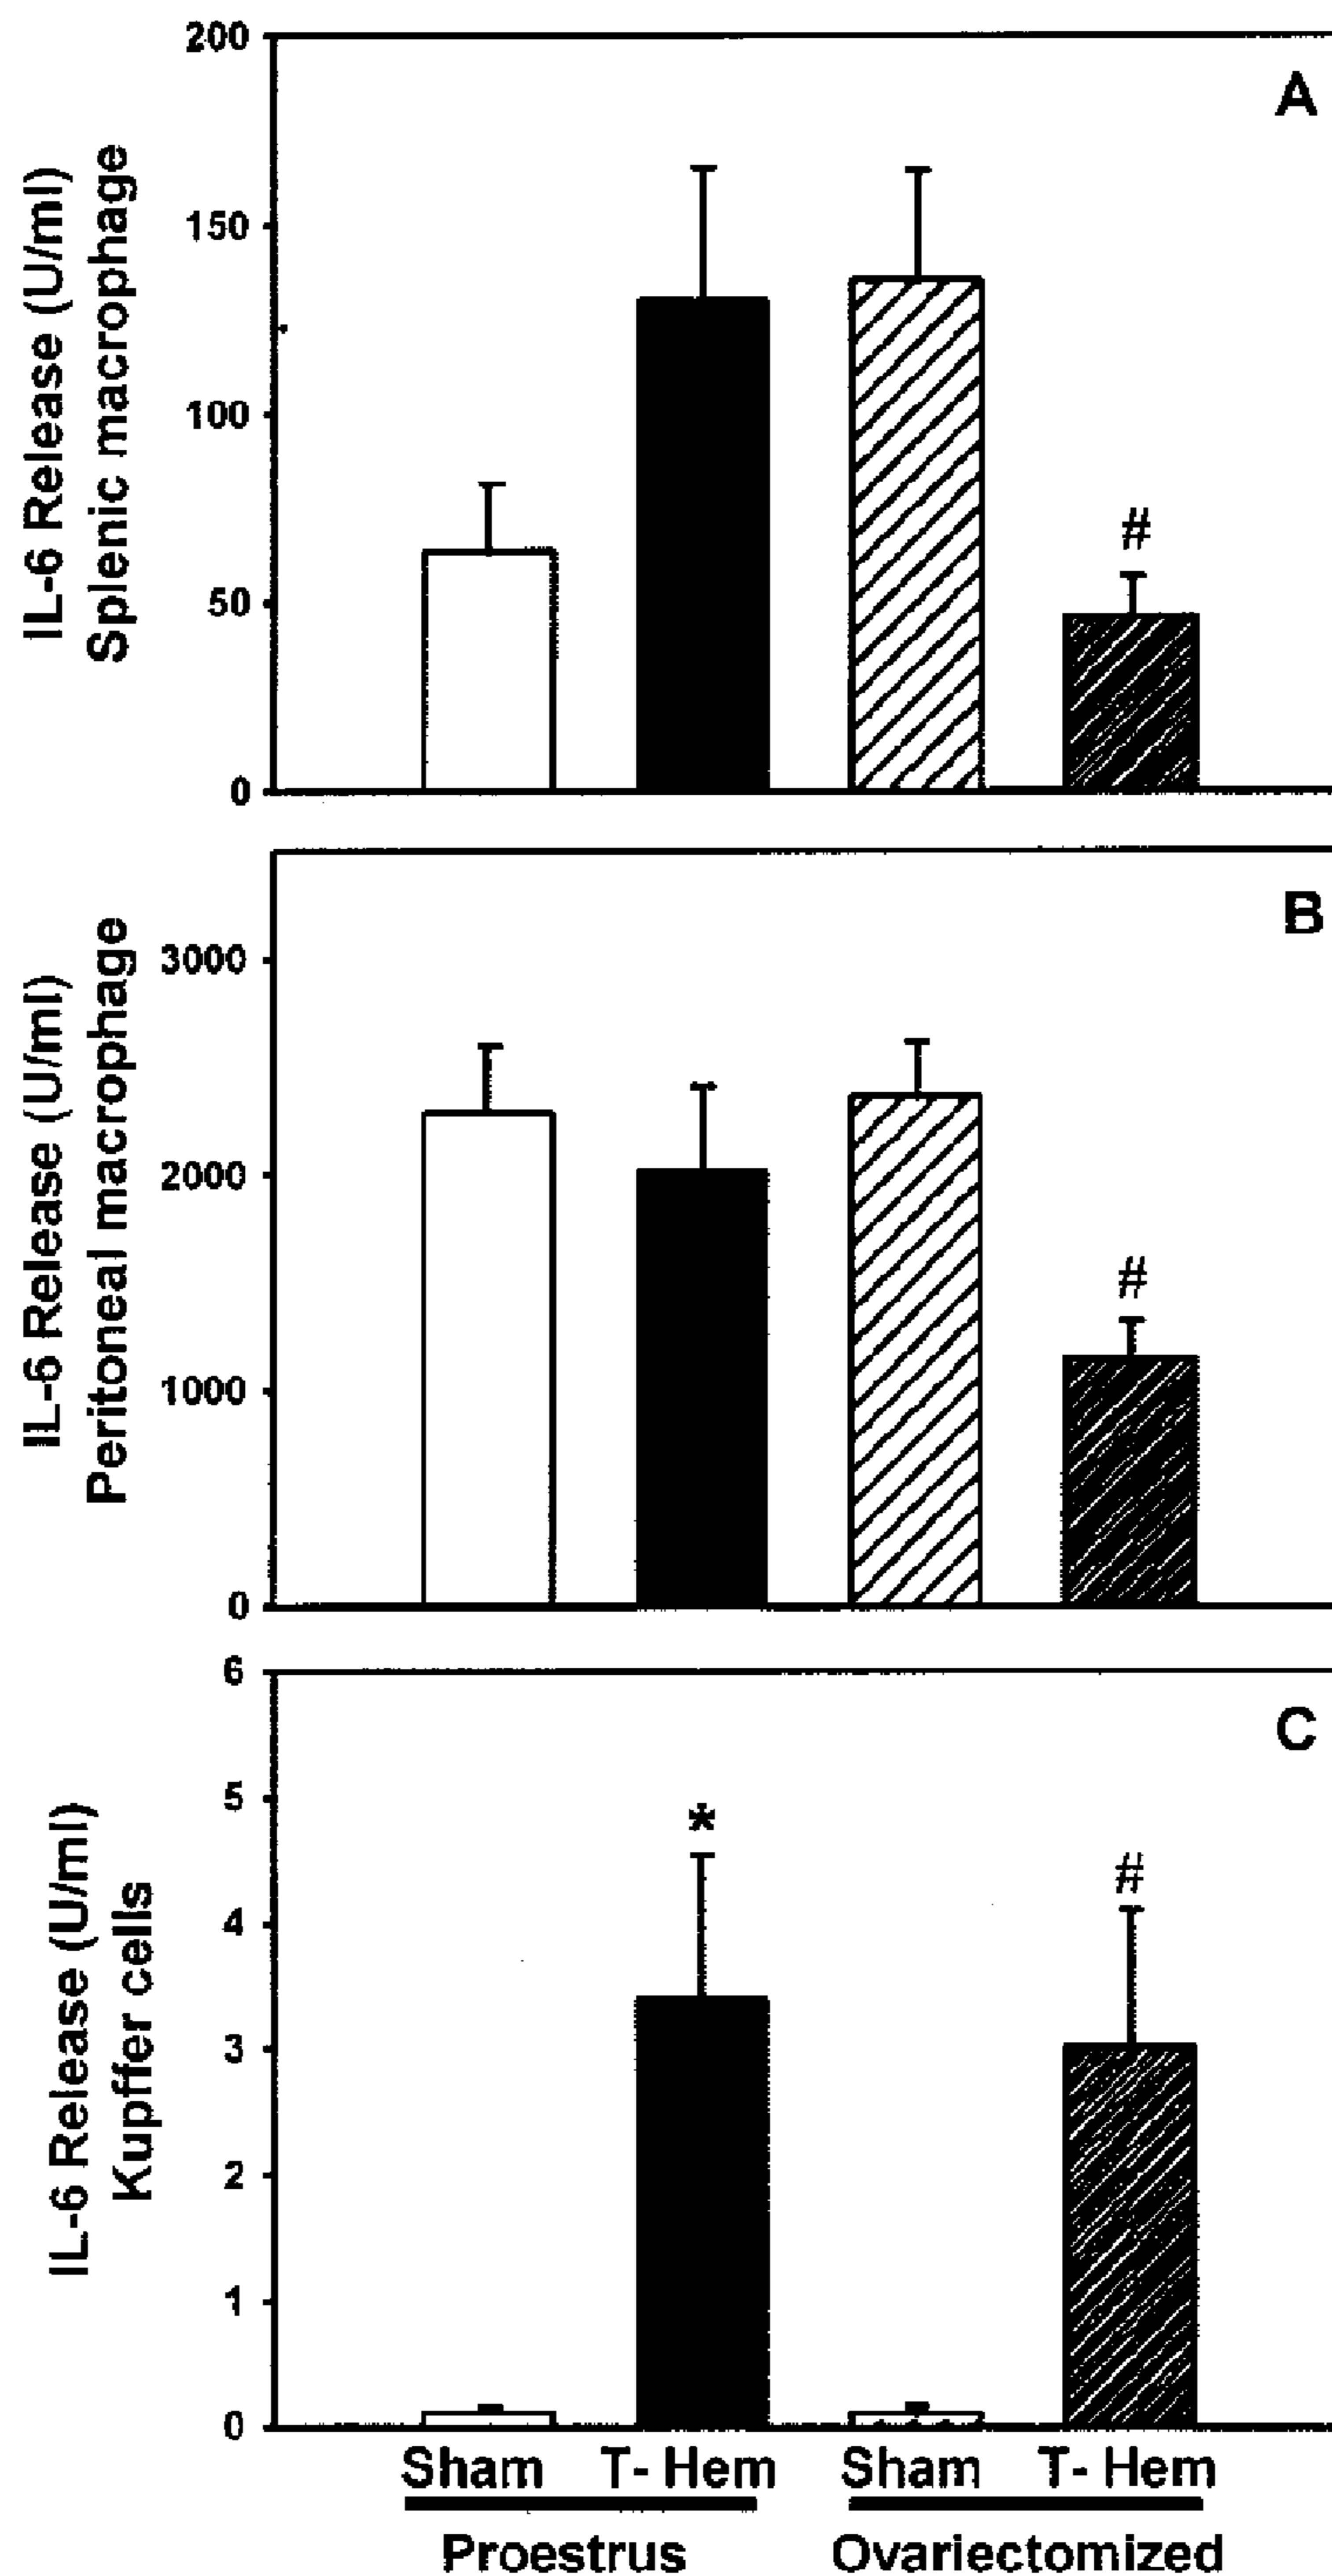 A
IL-6 Release (U/ml)
Splenic macrophage
200
150
100
50
0
#
B
IL-6 Release (U/ml)
Peritoneal macrophage
3000
2000
1000
0
#
C
IL-6 Release (U/ml)
Kupffer cells
6
5
4
3
2
1
0
*
#
Sham T- Hem Sham T- Hem
Proestrus Ovariectomized